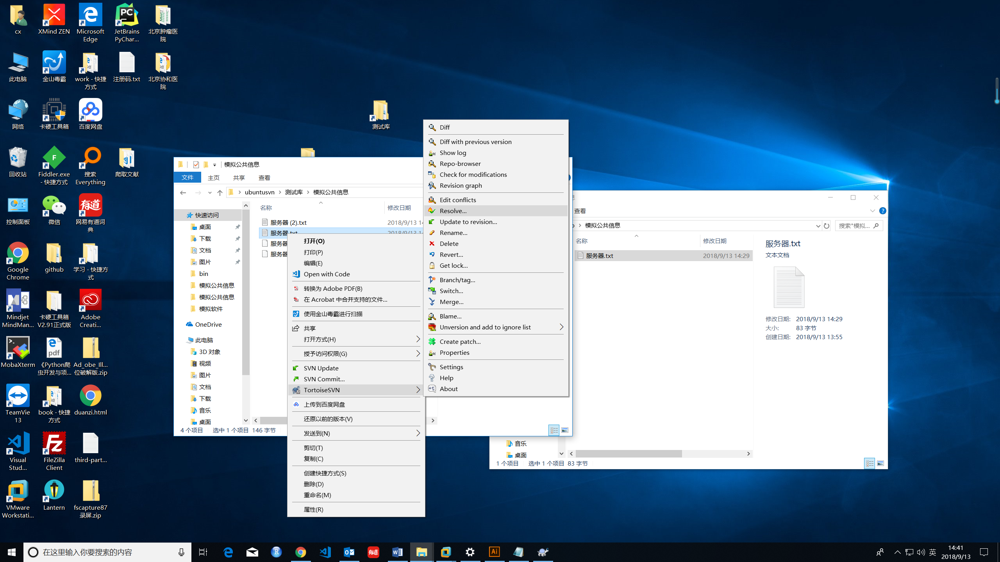 cx
XMind ZEN
Microsoft
Edge
JetBrains
PyChar...
北京肿瘤医
院
此电脑
金山毒霸
work - 快捷
方式
注册码.txt
北京协和医
院
网络
卡硬工具箱
百度网盘
测试库
回收站
Fiddler.exe
- 快捷方式
搜索
Everything
爬取文献
控制面板
微信
网易有道词
典
Google
Chrome
github
学习 - 快捷方
式
Mindjet
MindMan...
卡硬工具箱
V2.91正式版
Adobe
Creati...
MobaXterm
《Python爬
虫开发与项...
Ad_obe_Ill...
位破解版.zip
TeamVie
13
book - 快捷
方式
duanzi.html
Visual
Stud...
FileZilla
Client
third-part...
VMware
Workstati...
Lantern
fscapture87
录屏.zip
模拟公共信息
文件
主页
共享
查看
ubuntusvn
测试库
模拟公共信息
名称
修改日期
快速访问
桌面
下载
文档
图片
bin
模拟公共信息
模拟公共信息
模拟软件
OneDrive
此电脑
3D 对象
视频
图片
文档
下载
音乐
桌面
服务器 (2).txt
2018/9/13 14
服务器.txt
2018/9/13 14
服务器
服务器
4 个项目
选中 1 个项目 146 字节
打开(O)
打印(P)
编辑(E)
Open with Code
转换为 Adobe PDF(B)
在 Acrobat 中合并支持的文件...
使用金山毒霸进行扫描
共享
打开方式(H)
授予访问权限(G)
SVN Update
SVN Commit...
TortoiseSVN
上传到百度网盘
还原以前的版本(V)
发送到(N)
剪切(T)
复制(C)
创建快捷方式(S)
删除(D)
重命名(M)
属性(R)
Diff
Diff with previous version
Show log
Repo-browser
Check for modifications
Revision graph
Edit conflicts
Resolve...
Update to revision...
Rename...
Delete
Revert...
Get lock...
Branch/tag...
Switch...
Merge...
Blame...
Unversion and add to ignore list
Create patch...
Properties
Settings
Help
About
查看
模拟公共信息
搜索"模拟...
名称
修改日期
服务器.txt
2018/9/13 14:29
服务器.txt
文本文档
修改日期: 2018/9/13 14:29
大小: 83 字节
创建日期: 2018/9/13 13:55
音乐
桌面
1 个项目
选中 1 个项目 83 字节
在这里输入你要搜索的内容
英
14:41
2018/9/13